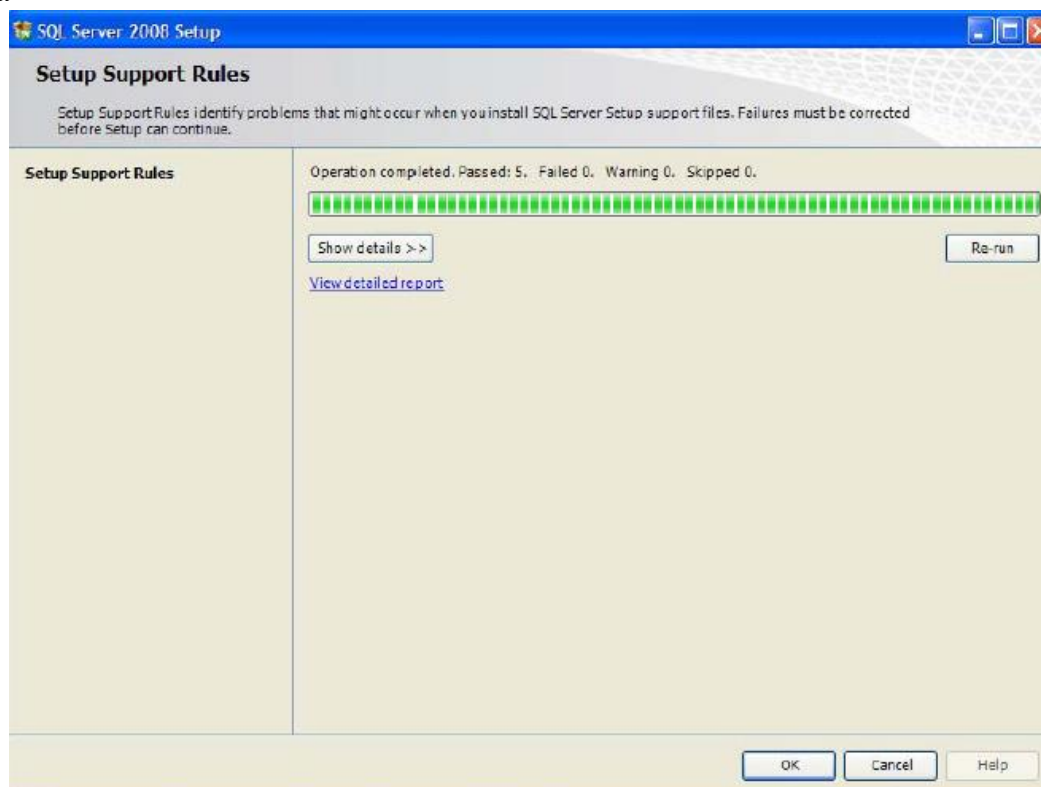 SQL Server 2008 Setup
Setup Support Rules
Setup Support Rules identify problems that might occur when you install SQL Server Setup support files. Failures must be corrected
before Setup can continue.
Setup Support Rules
Operation completed. Passed: 5. Failed 0. Warning 0. Skipped 0.
Show details >>
Re-run
View detailed report
OK
Cancel
Help